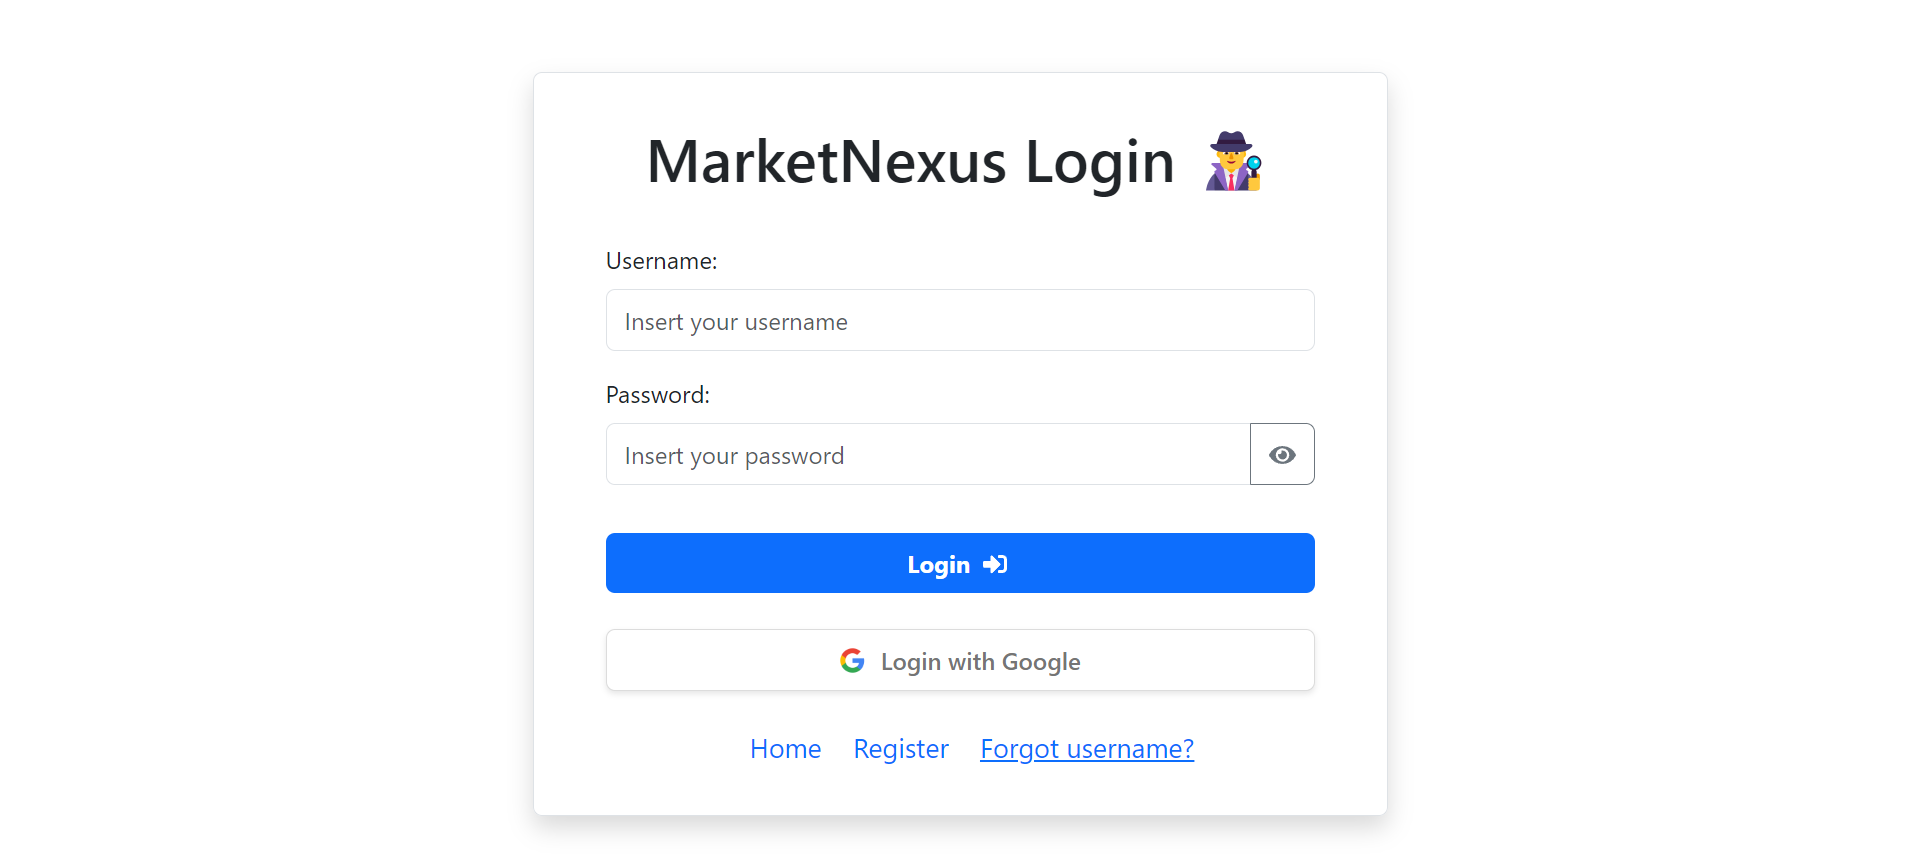 MarketNexus Login
Username:
Insert your username
Password:
Insert your password
Login
Login with Google
Home Register Forgot username?